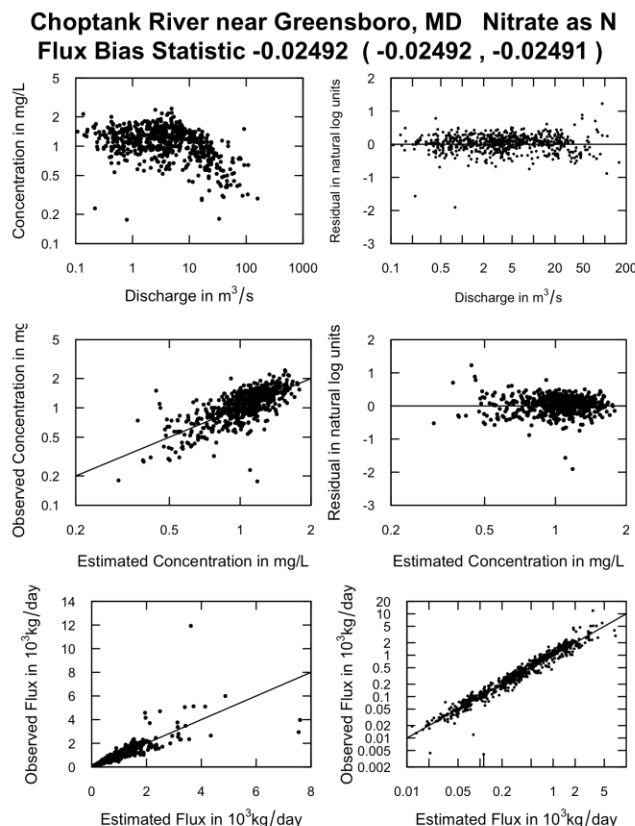 Choptank River near Greensboro, MD Nitrate as N
Flux Bias Statistic -0.02492 ( -0.02492 , -0.02491 )
Concentration in mg/L
5
2
1
0.5
0.2
0.1
0.1 1 10 100 1000
Discharge in m³/s
Residual in natural log units
2
1
0
-1
-2
-3
0.1 0.5 2 5 20 50 200
Discharge in m³/s
Observed Concentration in mg
5
2
1
0.5
0.2
0.1
0.2 0.5 1 2
Estimated Concentration in mg/L
Residual in natural log units
2
1
0
-1
-2
-3
0.2 0.5 1 2
Estimated Concentration in mg/L
Observed Flux in 10³kg/day
14
12
10
8
6
4
2
0
0 2 4 6 8
Estimated Flux in 10³kg/day
Observed Flux in 10³kg/day
20
10
5
2
1
0.5
0.2
0.1
0.05
0.02
0.01
0.005
0.002
0.01 0.05 0.2 1 2 5
Estimated Flux in 10³kg/day